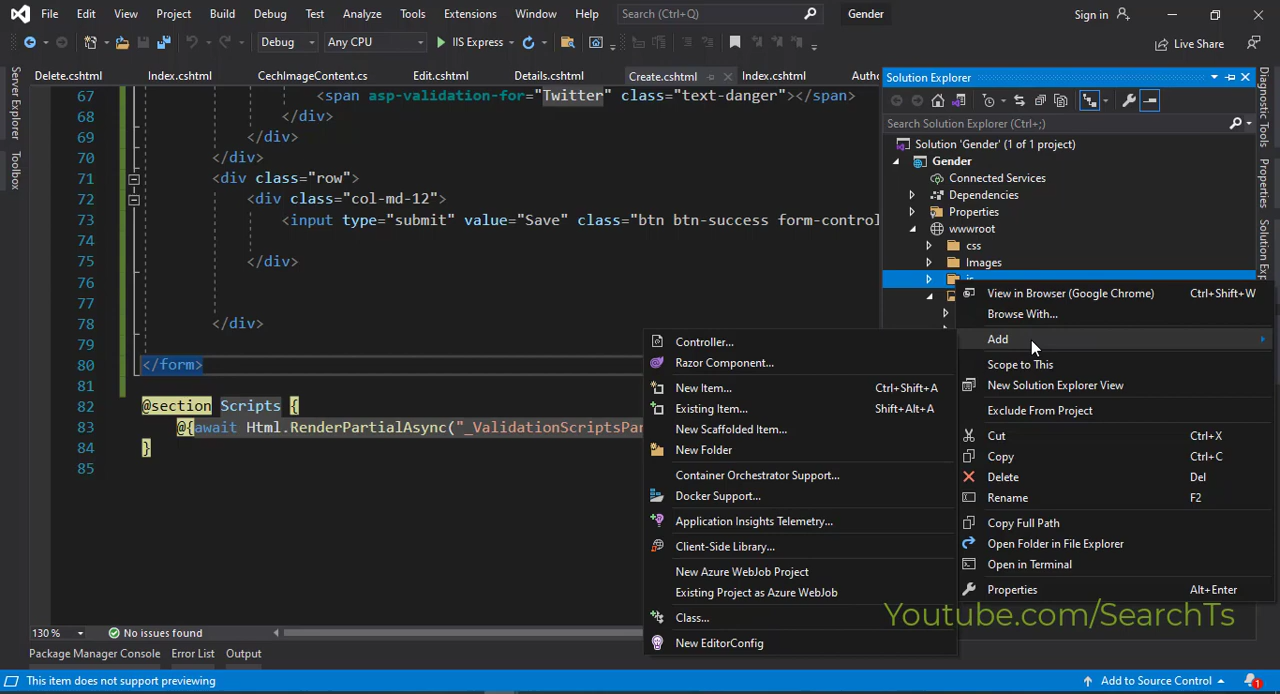 File Edit View Project Build Debug Test Analyze Tools Extensions Window Help Search (Ctrl+Q) Gender Sign in
Debug Any CPU IIS Express Live Share
Server Explorer
Toolbox
Delete.cshtml Index.cshtml CechImageContent.cs Edit.cshtml Details.cshtml Create.cshtml Index.cshtml Autho
67 <span asp-validation-for="Twitter" class="text-danger"></span>
68 </div>
69 </div>
70 </div>
71 <div class="row">
72 <div class="col-md-12">
73 <input type="submit" value="Save" class="btn btn-success form-control
74
75 </div>
76
77
78 </div>
79
80 </form>
81
82 @section Scripts {
83 @{await Html.RenderPartialAsync("_ValidationScriptsPar
84 }
85
130 % No issues found
Package Manager Console Error List Output
This item does not support previewing
Add to Source Control 1
Solution Explorer
Search Solution Explorer (Ctrl+;)
Solution 'Gender' (1 of 1 project)
Gender
Connected Services
Dependencies
Properties
wwwroot
css
Images
js
Diagnostic Tools
Properties
Solution Exp
View in Browser (Google Chrome) Ctrl+Shift+W
Browse With...
Add
Scope to This
New Solution Explorer View
Exclude From Project
Cut Ctrl+X
Copy Ctrl+C
Delete Del
Rename F2
Copy Full Path
Open Folder in File Explorer
Open in Terminal
Properties Alt+Enter
Controller...
Razor Component...
New Item... Ctrl+Shift+A
Existing Item... Shift+Alt+A
New Scaffolded Item...
New Folder
Container Orchestrator Support...
Docker Support...
Application Insights Telemetry...
Client-Side Library...
New Azure WebJob Project
Existing Project as Azure WebJob
Class...
New EditorConfig
Youtube.com/SearchTs